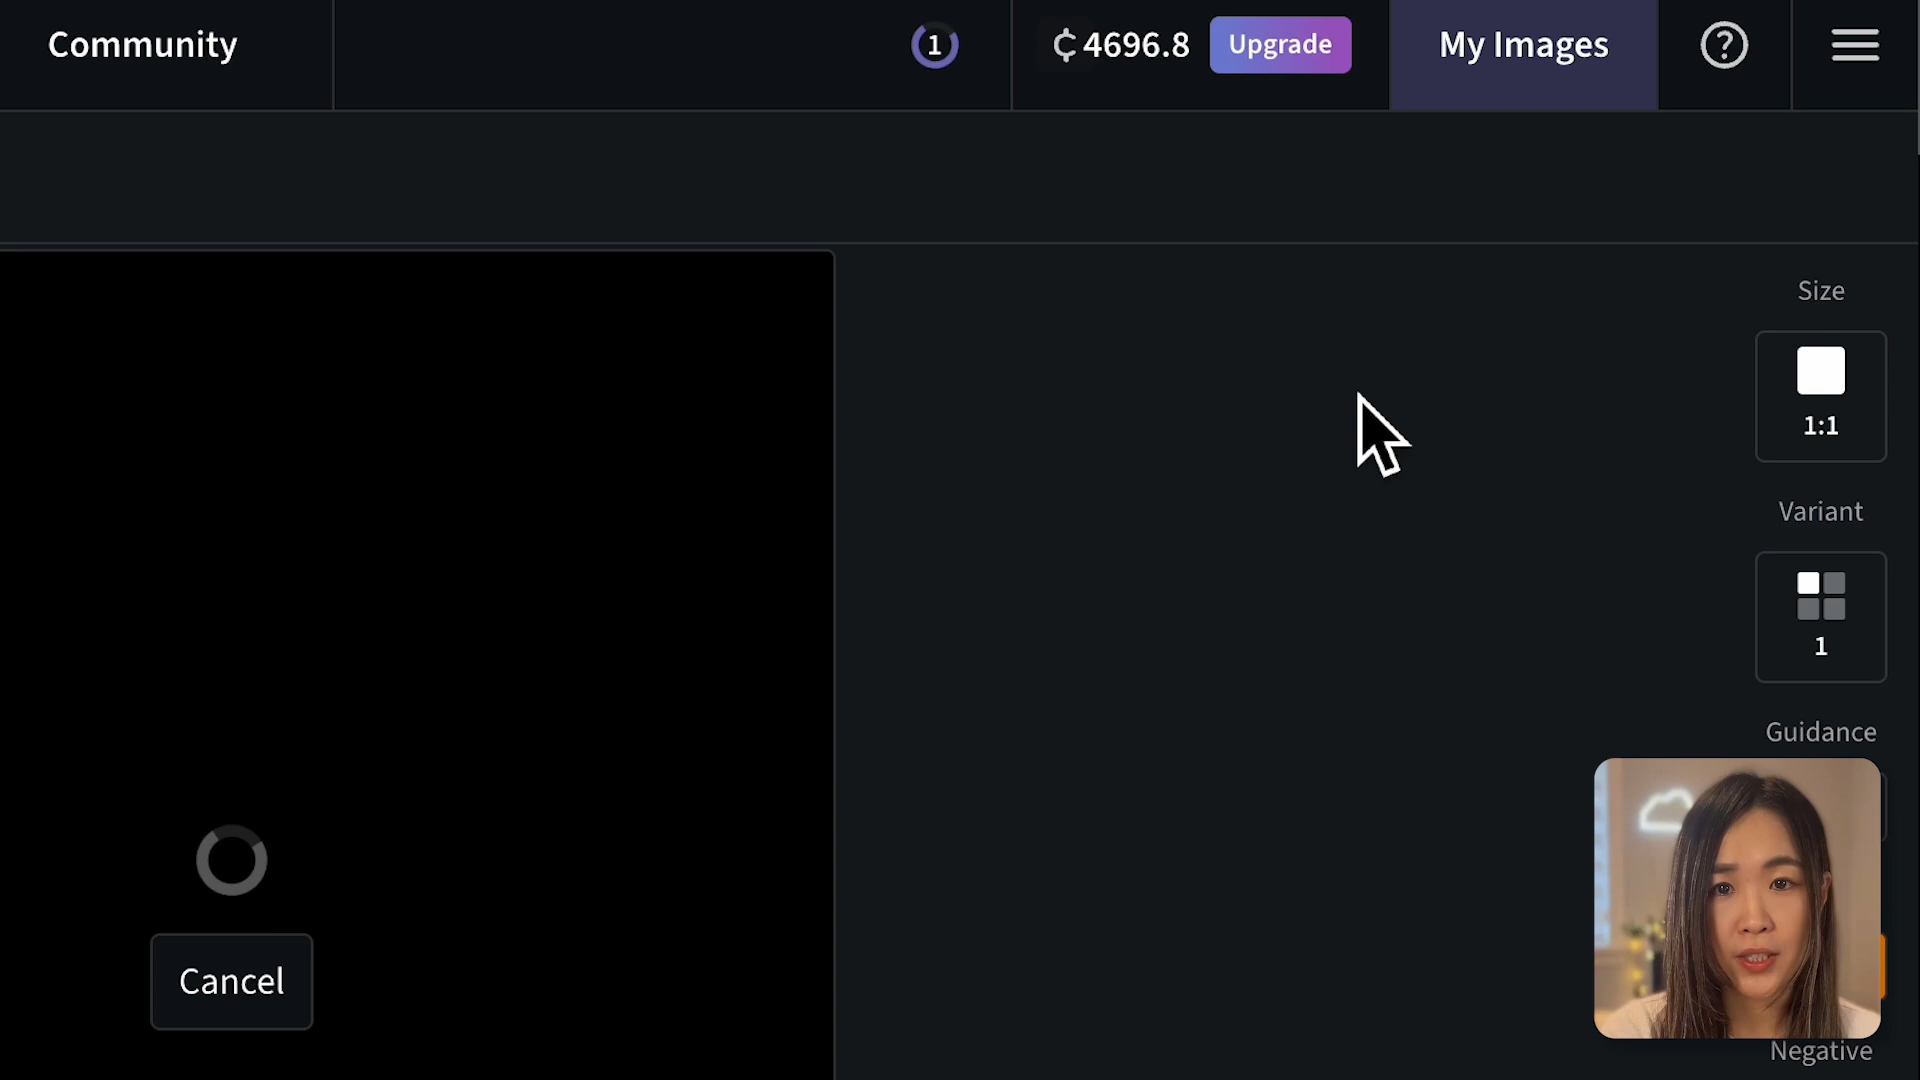 Community
1
₵4696.8
Upgrade
My Images
?
Size
1:1
Variant
1
Guidance
Cancel
Negative